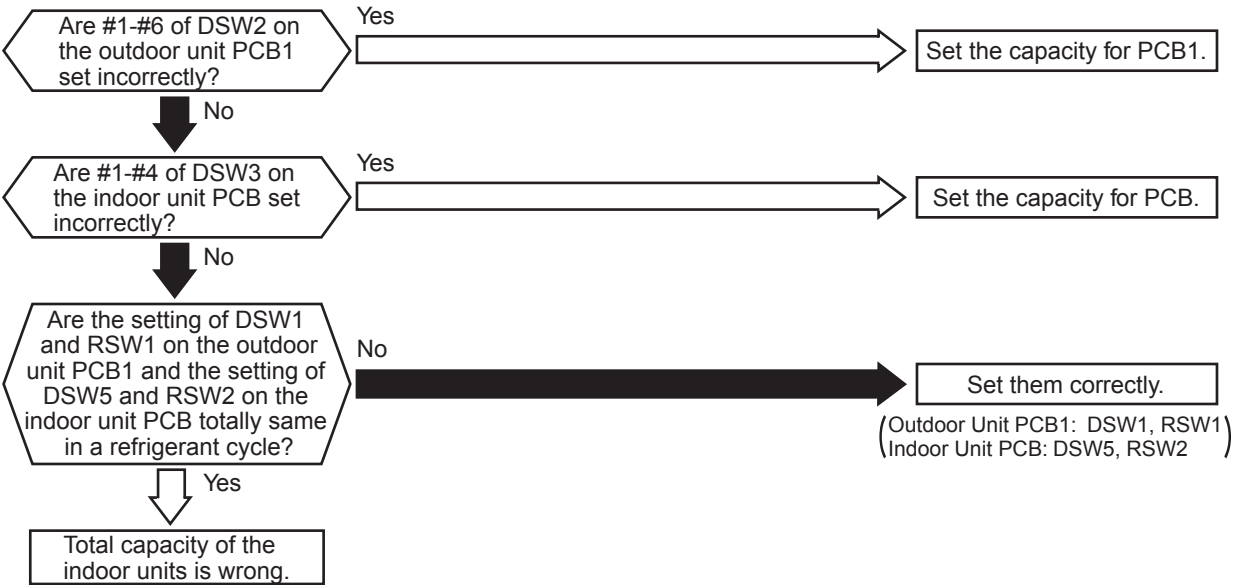 Are #1-#6 of DSW2 on
the outdoor unit PCB1
set incorrectly?
Yes
Set the capacity for PCB1.
No
Are #1-#4 of DSW3 on
the indoor unit PCB set
incorrectly?
Yes
Set the capacity for PCB.
No
Are the setting of DSW1
and RSW1 on the outdoor
unit PCB1 and the setting of
DSW5 and RSW2 on the
indoor unit PCB totally same
in a refrigerant cycle?
No
Set them correctly.
(Outdoor Unit PCB1: DSW1, RSW1
Indoor Unit PCB: DSW5, RSW2)
Yes
Total capacity of the
indoor units is wrong.